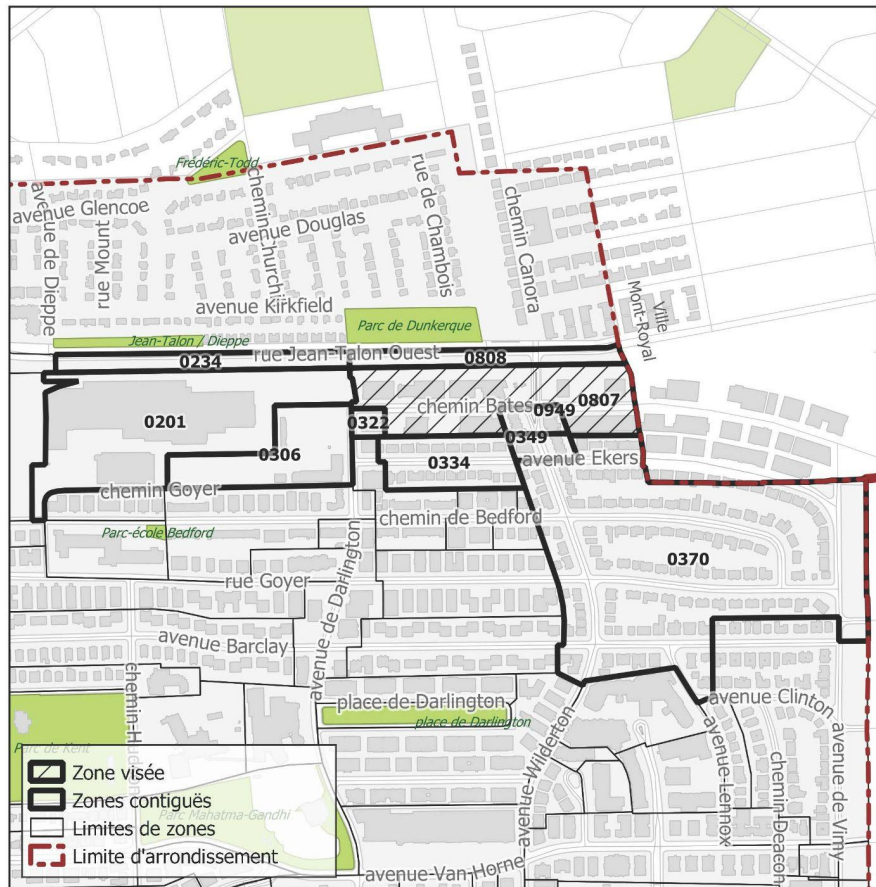 Frédéric-Todd
avenue Glencoe
avenue de Dieppe
rue Mount
chemin Churchill
avenue Douglas
rue de Chambois
chemin Canora
avenue Kirkfield
Ville
Mont-Royal
Parc de Dunkerque
Jean-Talon / Dieppe
rue Jean-Talon Ouest
0234
0808
chemin Bates
0807
0949
0201
0322
0349
0306
0334
avenue Ekers
chemin Goyer
chemin de Bedford
Parc-école Bedford
0370
rue Goyer
avenue de Darlington
avenue Barclay
place de Darlington
place de Darlington
avenue Clinton
avenue Wilderton
avenue Lennox
chemin Deacon
avenue de Vimy
Parc de Kent
Parc Mahatma-Gandhi
avenue Van Horne
Zone visée
Zones contiguës
Limites de zones
Limite d'arrondissement